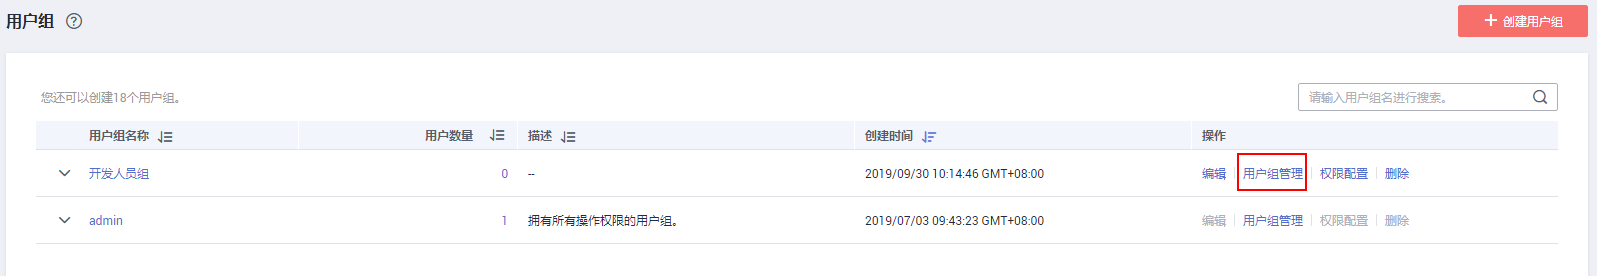 用户组 ?
+ 创建用户组
您还可以创建18个用户组。
请输入用户组名进行搜索。
用户组名称 用户数量 描述 创建时间 操作
开发人员组 0 -- 2019/09/30 10:14:46 GMT+08:00 编辑 | 用户组管理 | 权限配置 | 删除
admin 1 拥有所有操作权限的用户组。 2019/07/03 09:43:23 GMT+08:00 编辑 | 用户组管理 | 权限配置 | 删除